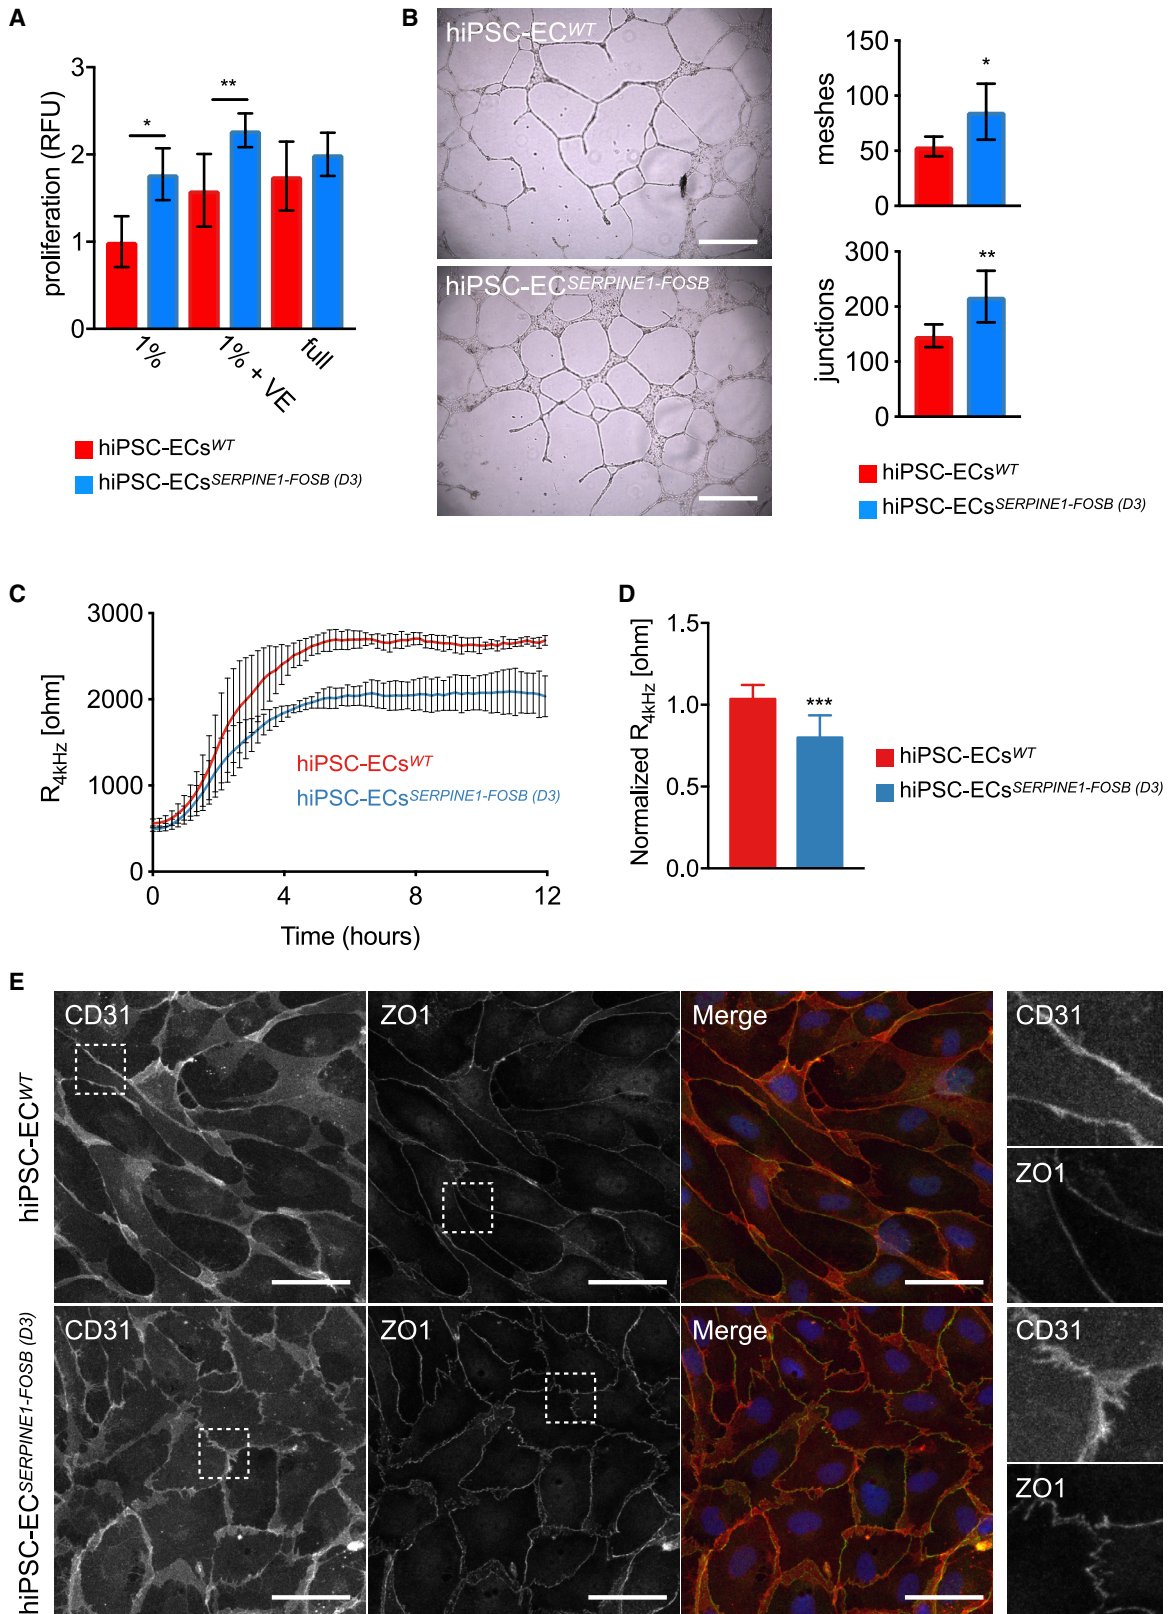 A
3
2
1
0
proliferation (RFU)
*
**
1%
1% + VE
full
hiPSC-ECsWT
hiPSC-ECsSERPINE1-FOSB (D3)
B
hiPSC-ECWT
hiPSC-ECSERPINE1-FOSB
150
100
50
0
meshes
*
300
200
100
0
junctions
**
hiPSC-ECsWT
hiPSC-ECsSERPINE1-FOSB (D3)
C
3000
2000
1000
0
R4kHz [ohm]
hiPSC-ECsWT
hiPSC-ECsSERPINE1-FOSB (D3)
0
4
8
12
Time (hours)
D
1.5
1.0
0.5
0.0
Normalized R4kHz [ohm]
***
hiPSC-ECsWT
hiPSC-ECsSERPINE1-FOSB (D3)
E
hiPSC-ECWT
CD31
ZO1
Merge
CD31
ZO1
hiPSC-ECSERPINE1-FOSB (D3)
CD31
ZO1
Merge
CD31
ZO1